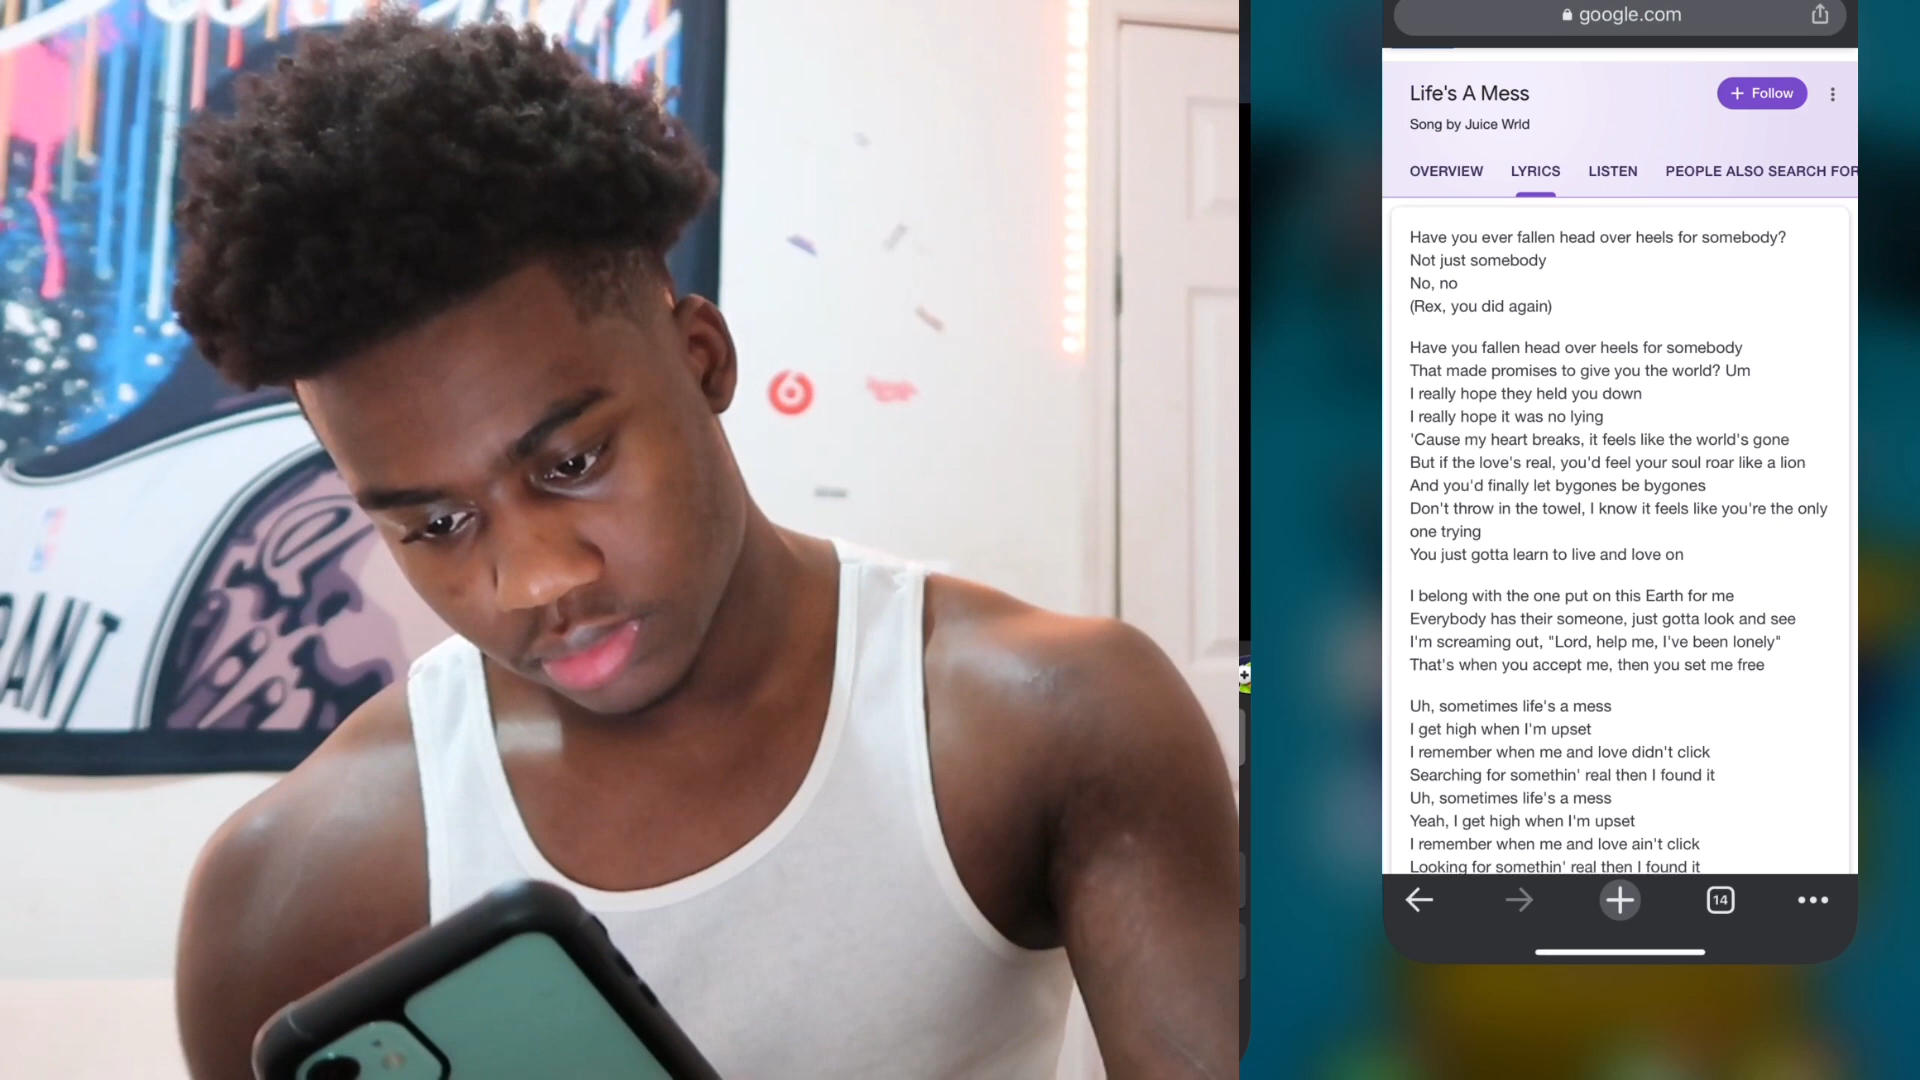 google.com
Life's A Mess
+ Follow
Song by Juice Wrld
OVERVIEW LYRICS LISTEN PEOPLE ALSO SEARCH FOR
Have you ever fallen head over heels for somebody?
Not just somebody
No, no
(Rex, you did again)
Have you fallen head over heels for somebody
That made promises to give you the world? Um
I really hope they held you down
I really hope it was no lying
'Cause my heart breaks, it feels like the world's gone
But if the love's real, you'd feel your soul roar like a lion
And you'd finally let bygones be bygones
Don't throw in the towel, I know it feels like you're the only
one trying
You just gotta learn to live and love on
I belong with the one put on this Earth for me
Everybody has their someone, just gotta look and see
I'm screaming out, "Lord, help me, I've been lonely"
That's when you accept me, then you set me free
Uh, sometimes life's a mess
I get high when I'm upset
I remember when me and love didn't click
Searching for somethin' real then I found it
Uh, sometimes life's a mess
Yeah, I get high when I'm upset
I remember when me and love ain't click
Looking for somethin' real then I found it
14